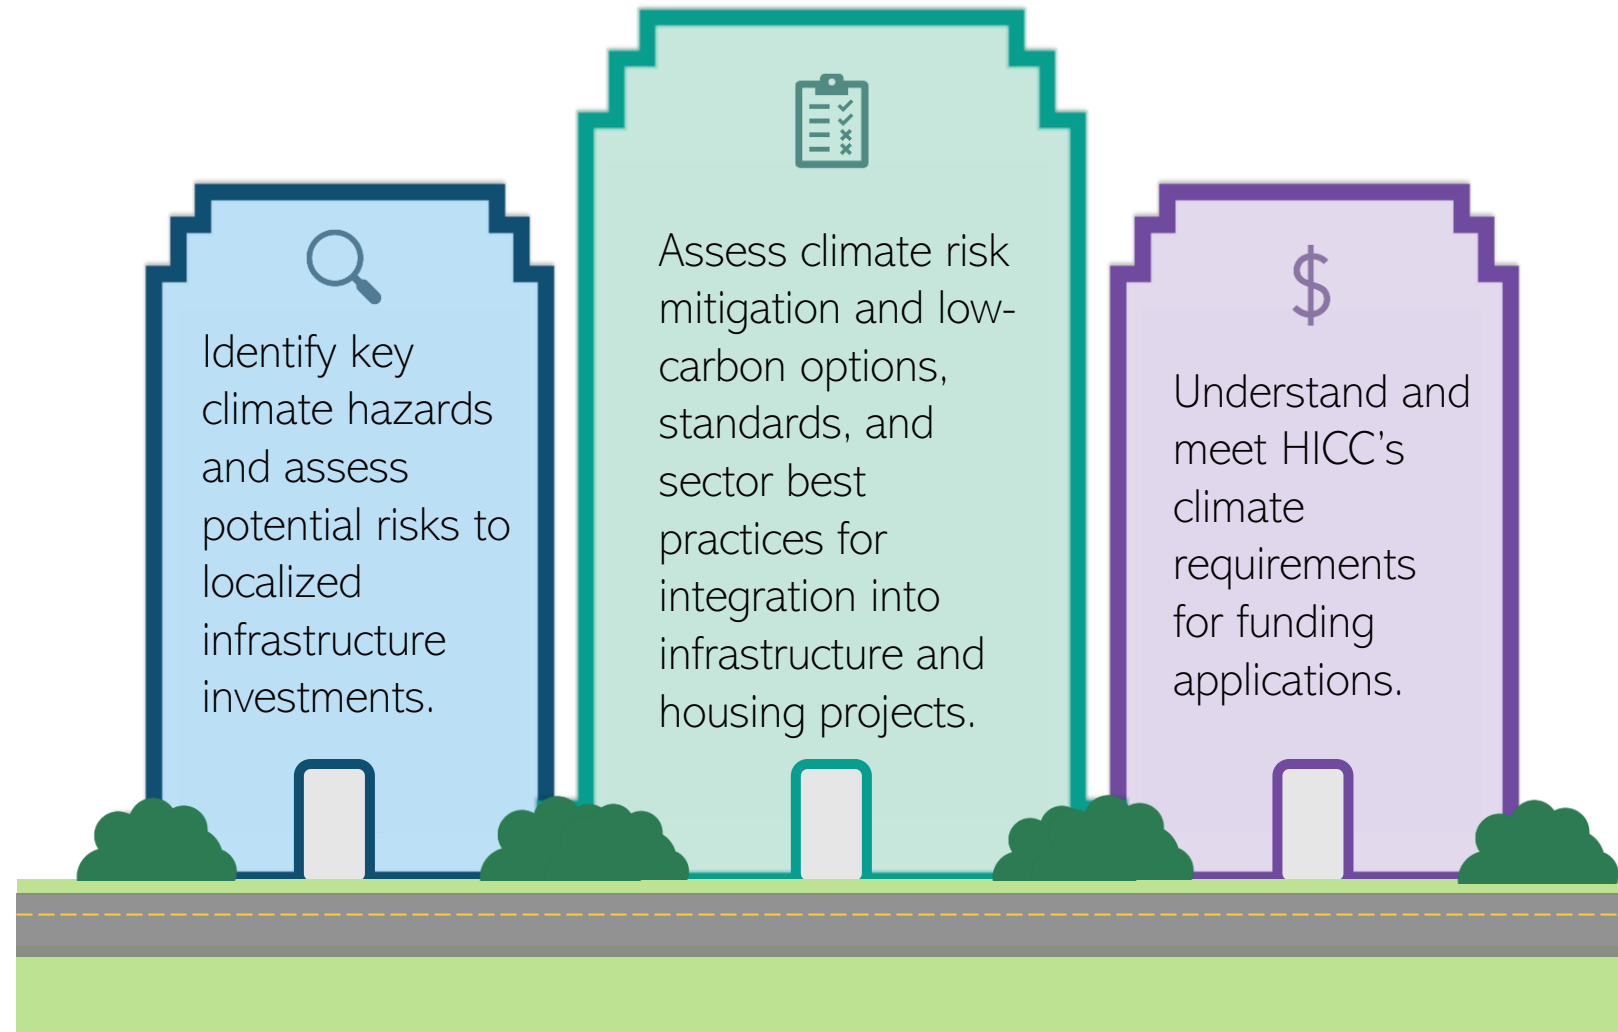 Identify key
climate hazards
and assess
potential risks to
localized
infrastructure
investments.
Assess climate risk
mitigation and low-
carbon options,
standards, and
sector best
practices for
integration into
infrastructure and
housing projects.
$
Understand and
meet HICC’s
climate
requirements
for funding
applications.